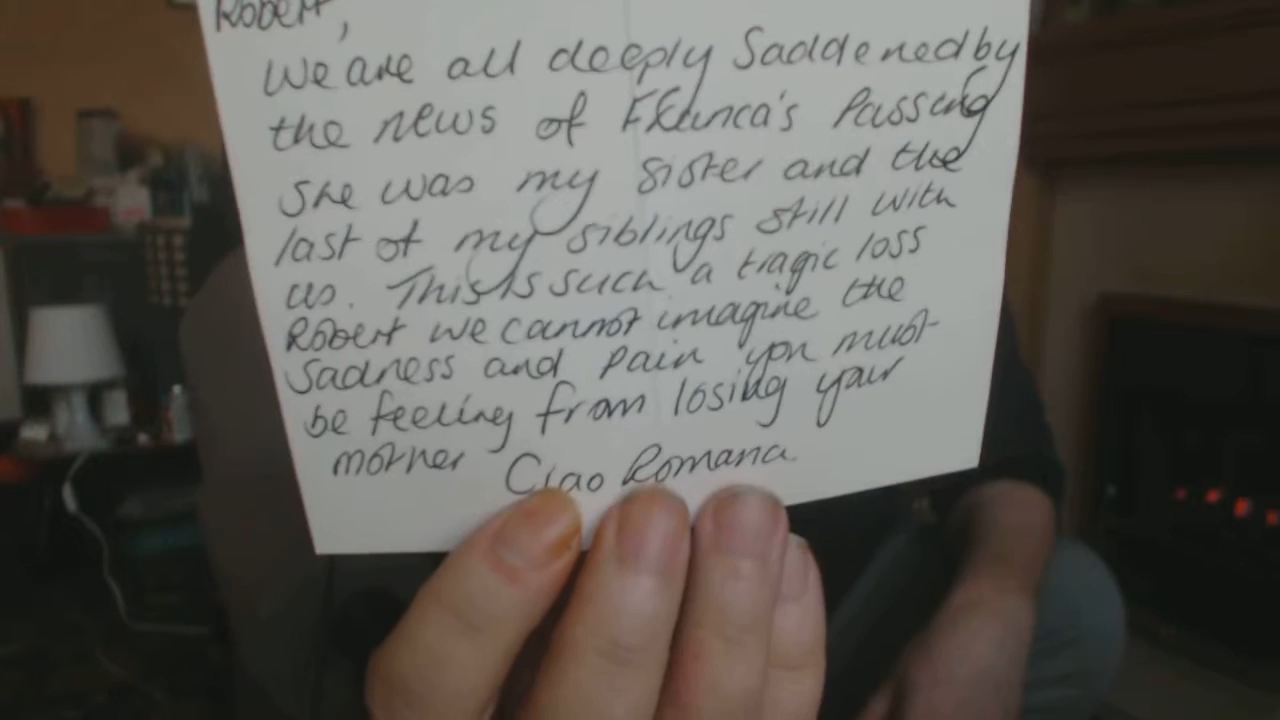 Robert,
We are all deeply Saddened by
the news of Franca's Passing
She was my sister and the
last of my siblings still with
us. This is such a tragic loss
Robert we cannot imagine the
Sadness and Pain you must
be feeling from losing your
mother Ciao Romana.